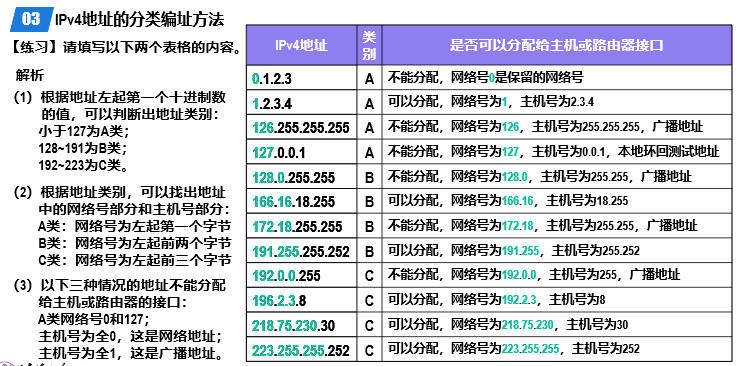 03 IPv4地址的分类编址方法
【练习】请填写以下两个表格的内容。
解析
(1) 根据地址左起第一个十进制数
的值，可以判断出地址类别：
小于127为A类；
128~191为B类；
192~223为C类。
(2) 根据地址类别，可以找出地址
中的网络号部分和主机号部分：
A类：网络号为左起第一个字节
B类：网络号为左起前两个字节
C类：网络号为左起前三个字节
(3) 以下三种情况的地址不能分配
给主机或路由器的接口：
A类网络号0和127；
主机号为全0，这是网络地址；
主机号为全1，这是广播地址。
IPv4地址 类别 是否可以分配给主机或路由器接口
0.1.2.3 A 不能分配，网络号0是保留的网络号
1.2.3.4 A 可以分配，网络号为1，主机号为2.3.4
126.255.255.255 A 不能分配，网络号为126，主机号为255.255.255，广播地址
127.0.0.1 A 不能分配，网络号为127，主机号为0.0.1，本地环回测试地址
128.0.255.255 B 不能分配，网络号为128.0，主机号为255.255，广播地址
166.16.18.255 B 可以分配，网络号为166.16，主机号为18.255
172.18.255.255 B 不能分配，网络号为172.18，主机号为255.255，广播地址
191.255.255.252 B 可以分配，网络号为191.255，主机号为255.252
192.0.0.255 C 不能分配，网络号为192.0.0，主机号为255，广播地址
196.2.3.8 C 可以分配，网络号为192.2.3，主机号为8
218.75.230.30 C 可以分配，网络号为218.75.230，主机号为30
223.255.255.252 C 可以分配，网络号为223.255.255，主机号为252